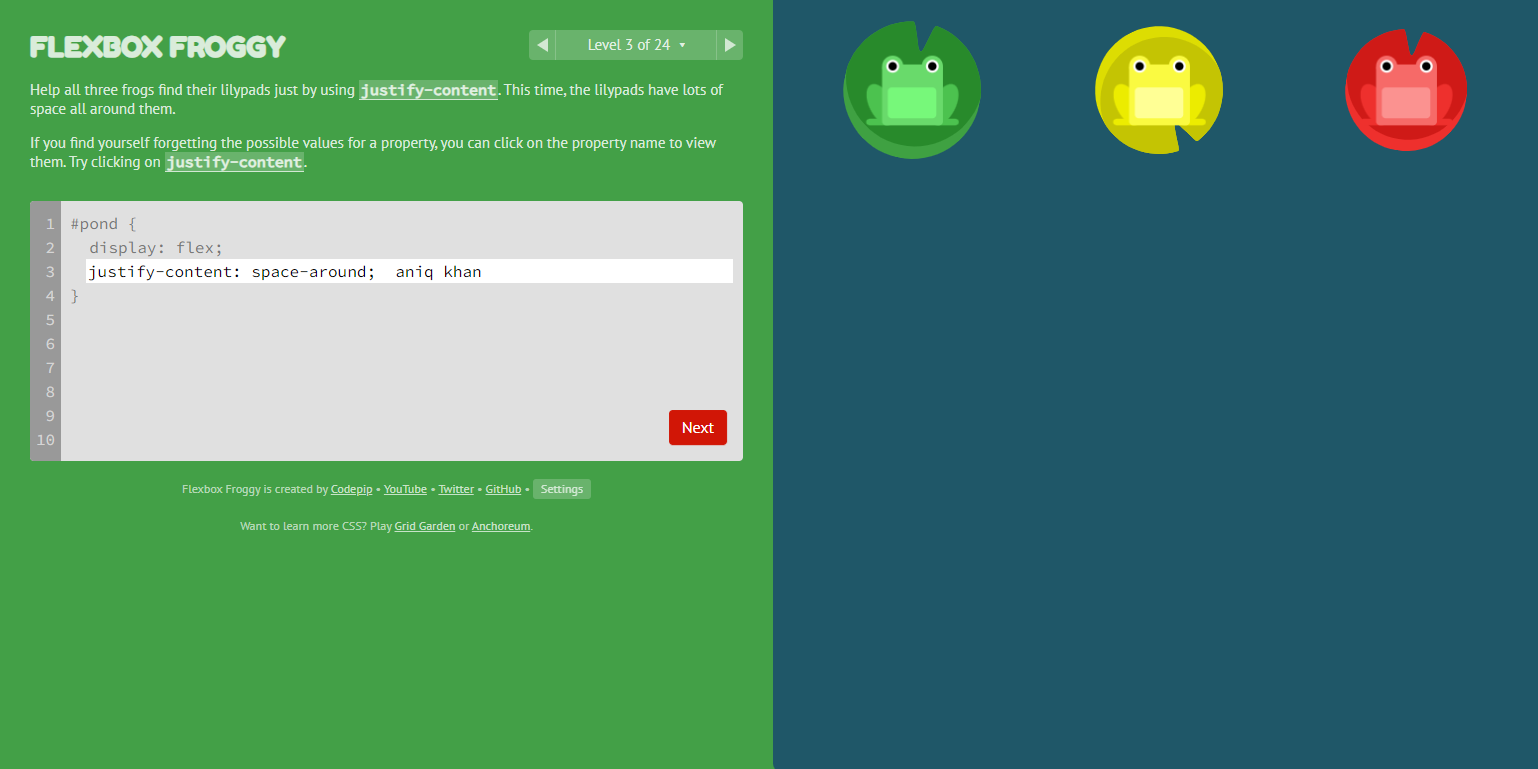 FLEXBOX FROGGY
Level 3 of 24 ▾
Help all three frogs find their lilypads just by using justify-content. This time, the lilypads have lots of
space all around them.
If you find yourself forgetting the possible values for a property, you can click on the property name to view
them. Try clicking on justify-content.
1 #pond {
2 display: flex;
3 justify-content: space-around;  aniq khan
4 }
5
6
7
8
9
10
Next
Flexbox Froggy is created by Codepip • YouTube • Twitter • GitHub • Settings
Want to learn more CSS? Play Grid Garden or Anchoreum.